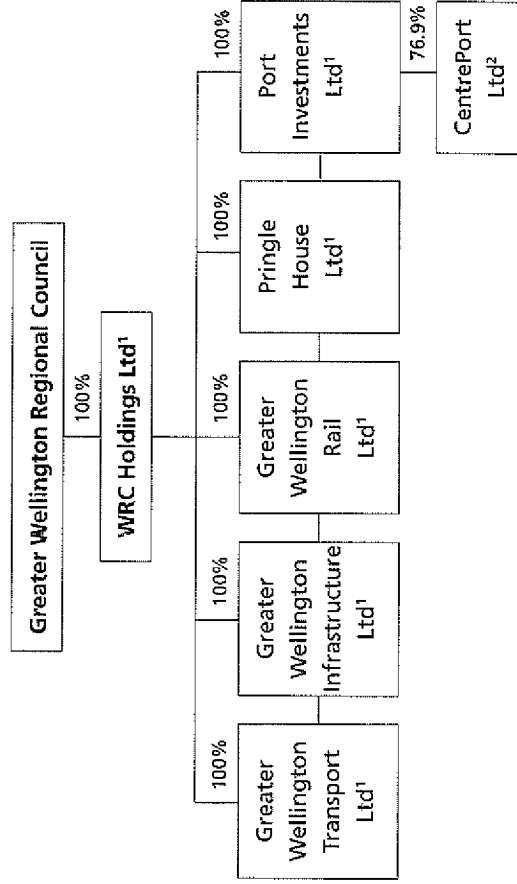 Greater Wellington Regional Council
100%
WRC Holdings Ltd¹
100%
100%
100%
100%
100%
Greater
Wellington
Transport
Ltd¹
Greater
Wellington
Infrastructure
Ltd¹
Greater
Wellington
Rail
Ltd¹
Pringle
House
Ltd¹
Port
Investments
Ltd¹
76.9%
CentrePort
Ltd²